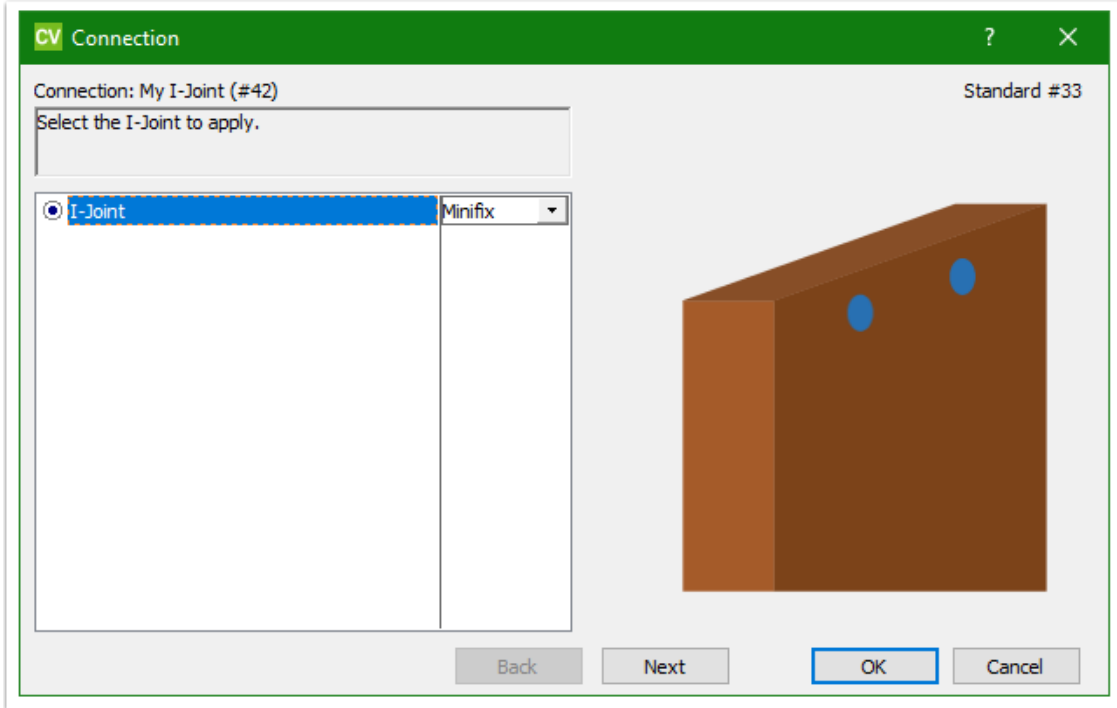 CV Connection
?
Connection: My I-Joint (#42)
Standard #33
Select the I-Joint to apply.
I-Joint
Minifix
Back
Next
OK
Cancel